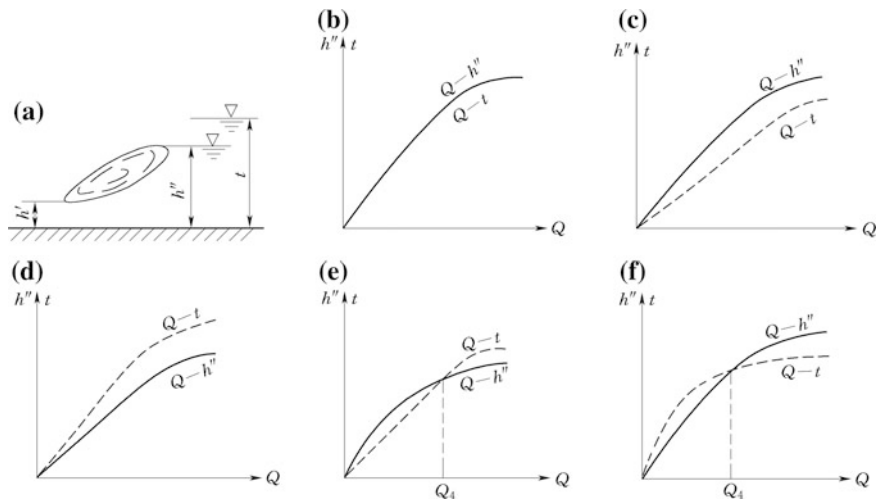 (a)
h′
h″
t
(b)
h″ t
Q—h″
Q—t
Q
(c)
h″ t
Q—h″
Q—t
Q
(d)
h″ t
Q—t
Q—h″
Q
(e)
h″ t
Q—t
Q—h″
Q₄
Q
(f)
h″ t
Q—h″
Q—t
Q₄
Q